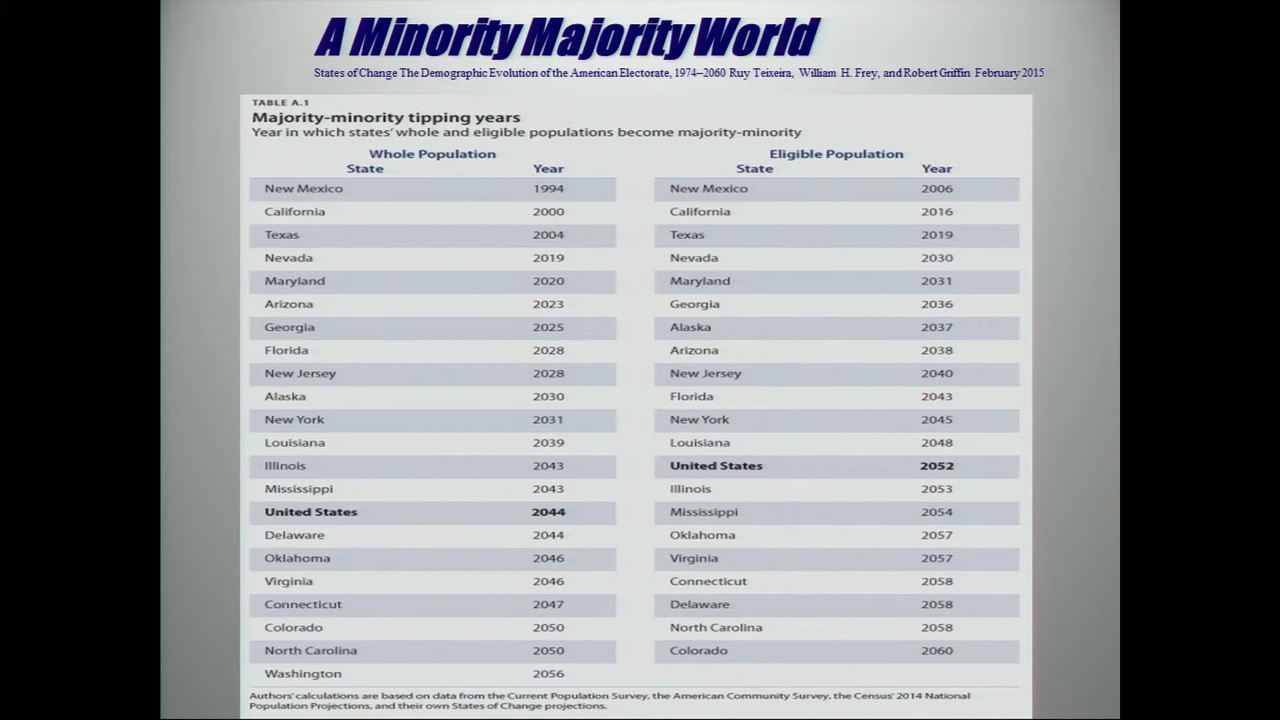 A Minority Majority World
States of Change The Demographic Evolution of the American Electorate, 1974–2060 Ruy Teixeira, William H. Frey, and Robert Griffin February 2015
TABLE A.1
Majority-minority tipping years
Year in which states' whole and eligible populations become majority-minority
Whole Population Eligible Population
State Year State Year
New Mexico 1994 New Mexico 2006
California 2000 California 2016
Texas 2004 Texas 2019
Nevada 2019 Nevada 2030
Maryland 2020 Maryland 2031
Arizona 2023 Georgia 2036
Georgia 2025 Alaska 2037
Florida 2028 Arizona 2038
New Jersey 2028 New Jersey 2040
Alaska 2030 Florida 2043
New York 2031 New York 2045
Louisiana 2039 Louisiana 2048
Illinois 2043 United States 2052
Mississippi 2043 Illinois 2053
United States 2044 Mississippi 2054
Delaware 2044 Oklahoma 2057
Oklahoma 2046 Virginia 2057
Virginia 2046 Connecticut 2058
Connecticut 2047 Delaware 2058
Colorado 2050 North Carolina 2058
North Carolina 2050 Colorado 2060
Washington 2056
Authors' calculations are based on data from the Current Population Survey, the American Community Survey, the Census' 2014 National
Population Projections, and their own States of Change projections.